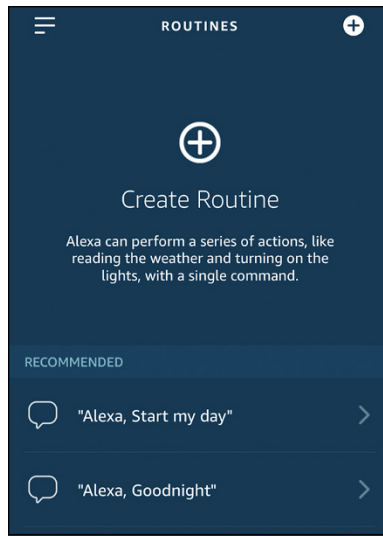 ROUTINES
Create Routine
Alexa can perform a series of actions, like
reading the weather and turning on the
lights, with a single command.
RECOMMENDED
"Alexa, Start my day"
"Alexa, Goodnight"